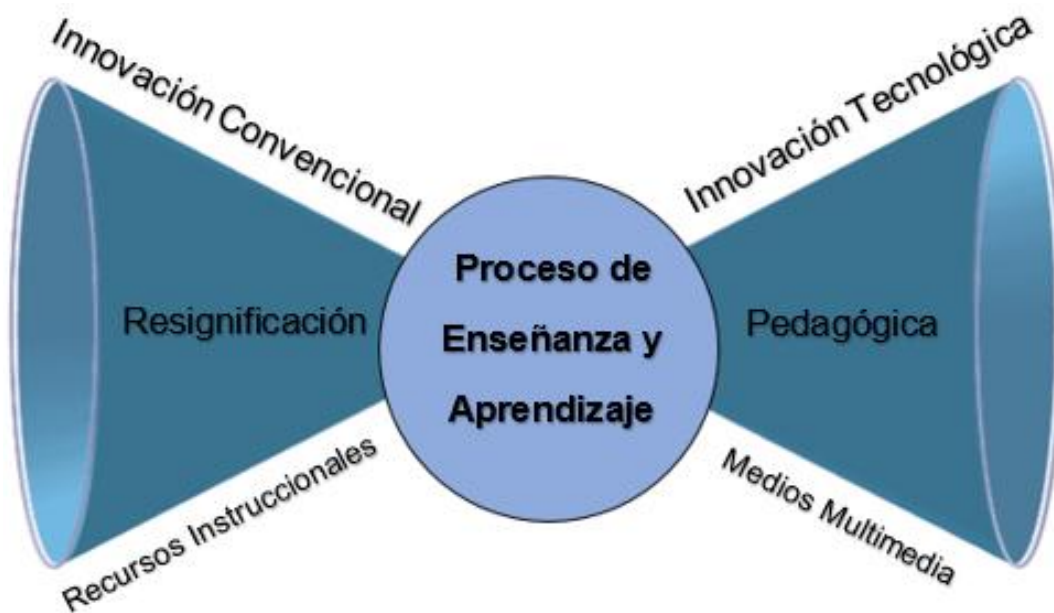 Innovación Convencional
Innovación Tecnológica
Resignificación
Proceso de
Enseñanza y
Aprendizaje
Pedagógica
Recursos Instruccionales
Medios Multimedia